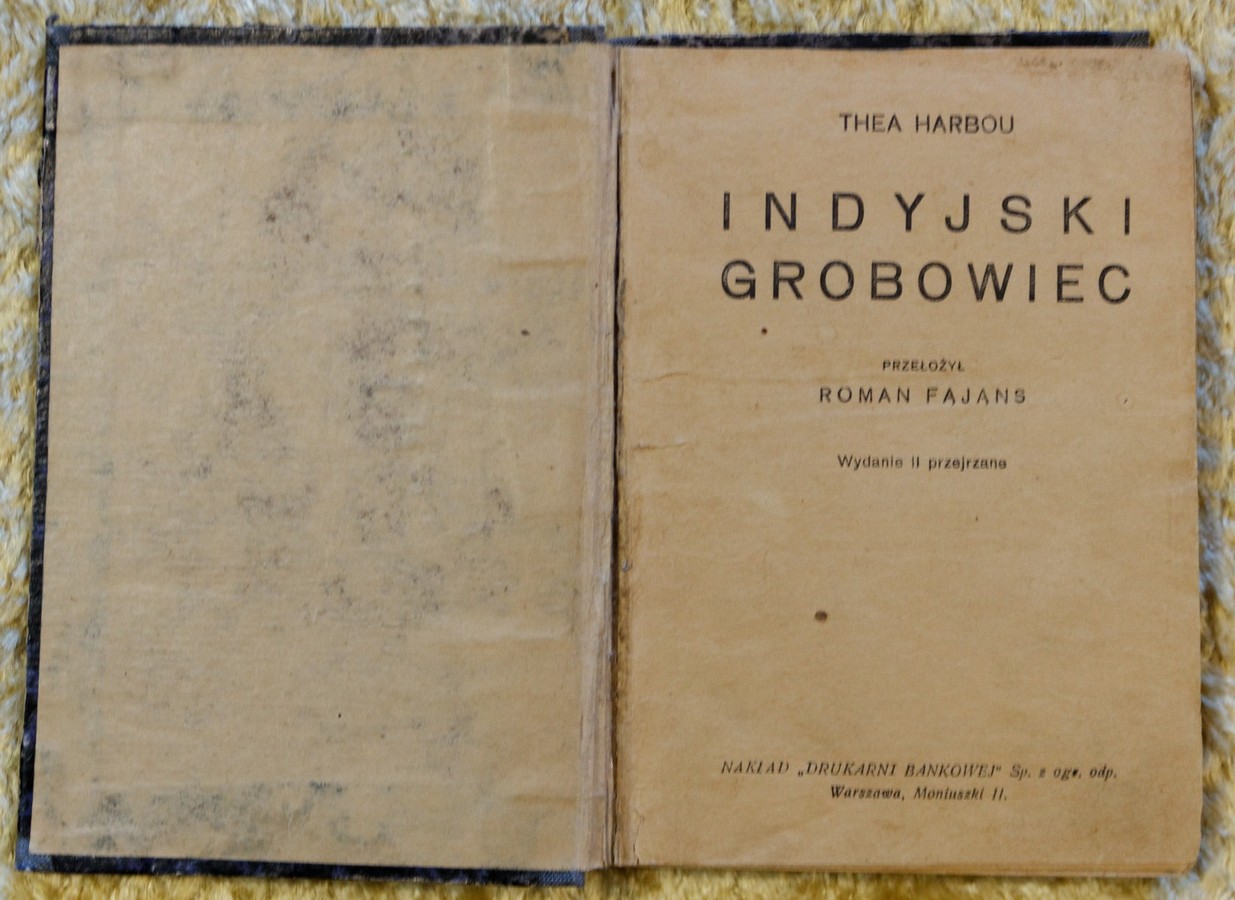 THEA HARBOU
INDYJSKI
GROBOWIEC
PRZEŁOŻYŁ
ROMAN FAJANS
Wydanie II przejrzane
NAKŁAD „DRUKARNI BANKOWEJ" Sp. z ogr. odp.
Warszawa, Moniuszki 11.